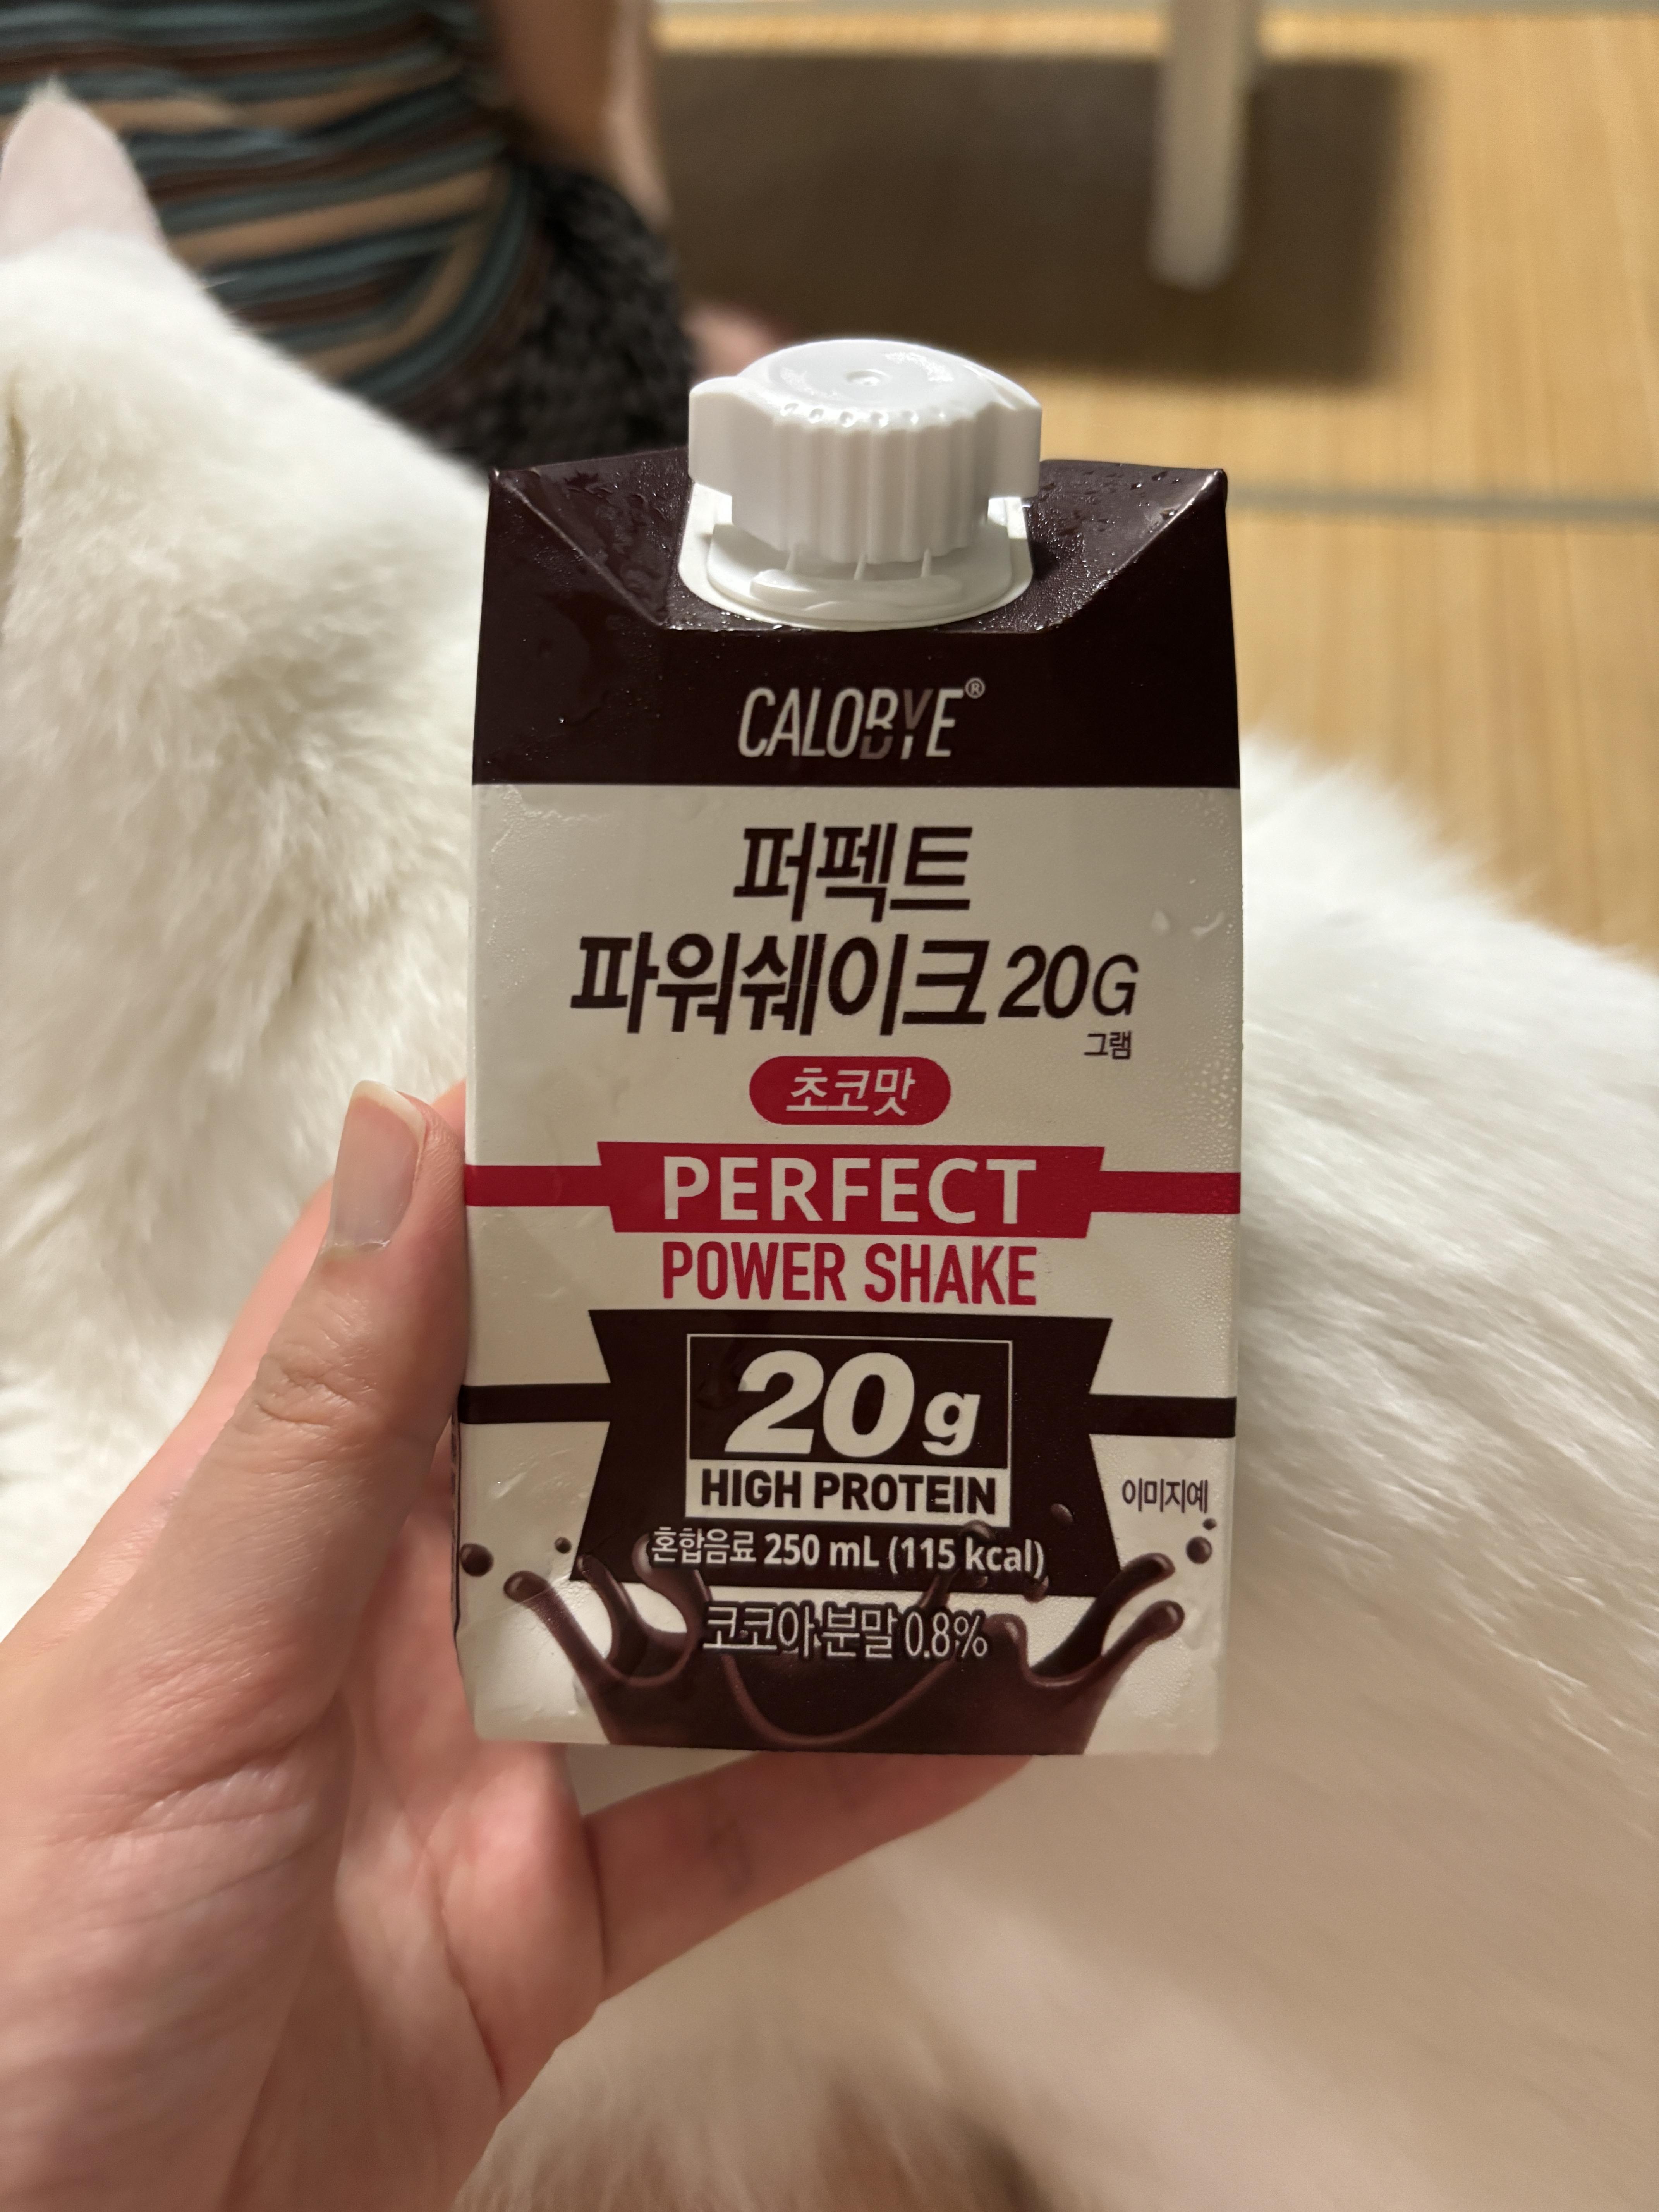 CALOBYE®
퍼펙트
파워쉐이크 20G
그램
초코맛
PERFECT
POWER SHAKE
20g
HIGH PROTEIN
이미지예
혼합음료 250 mL (115 kcal)
코코아분말 0.8%